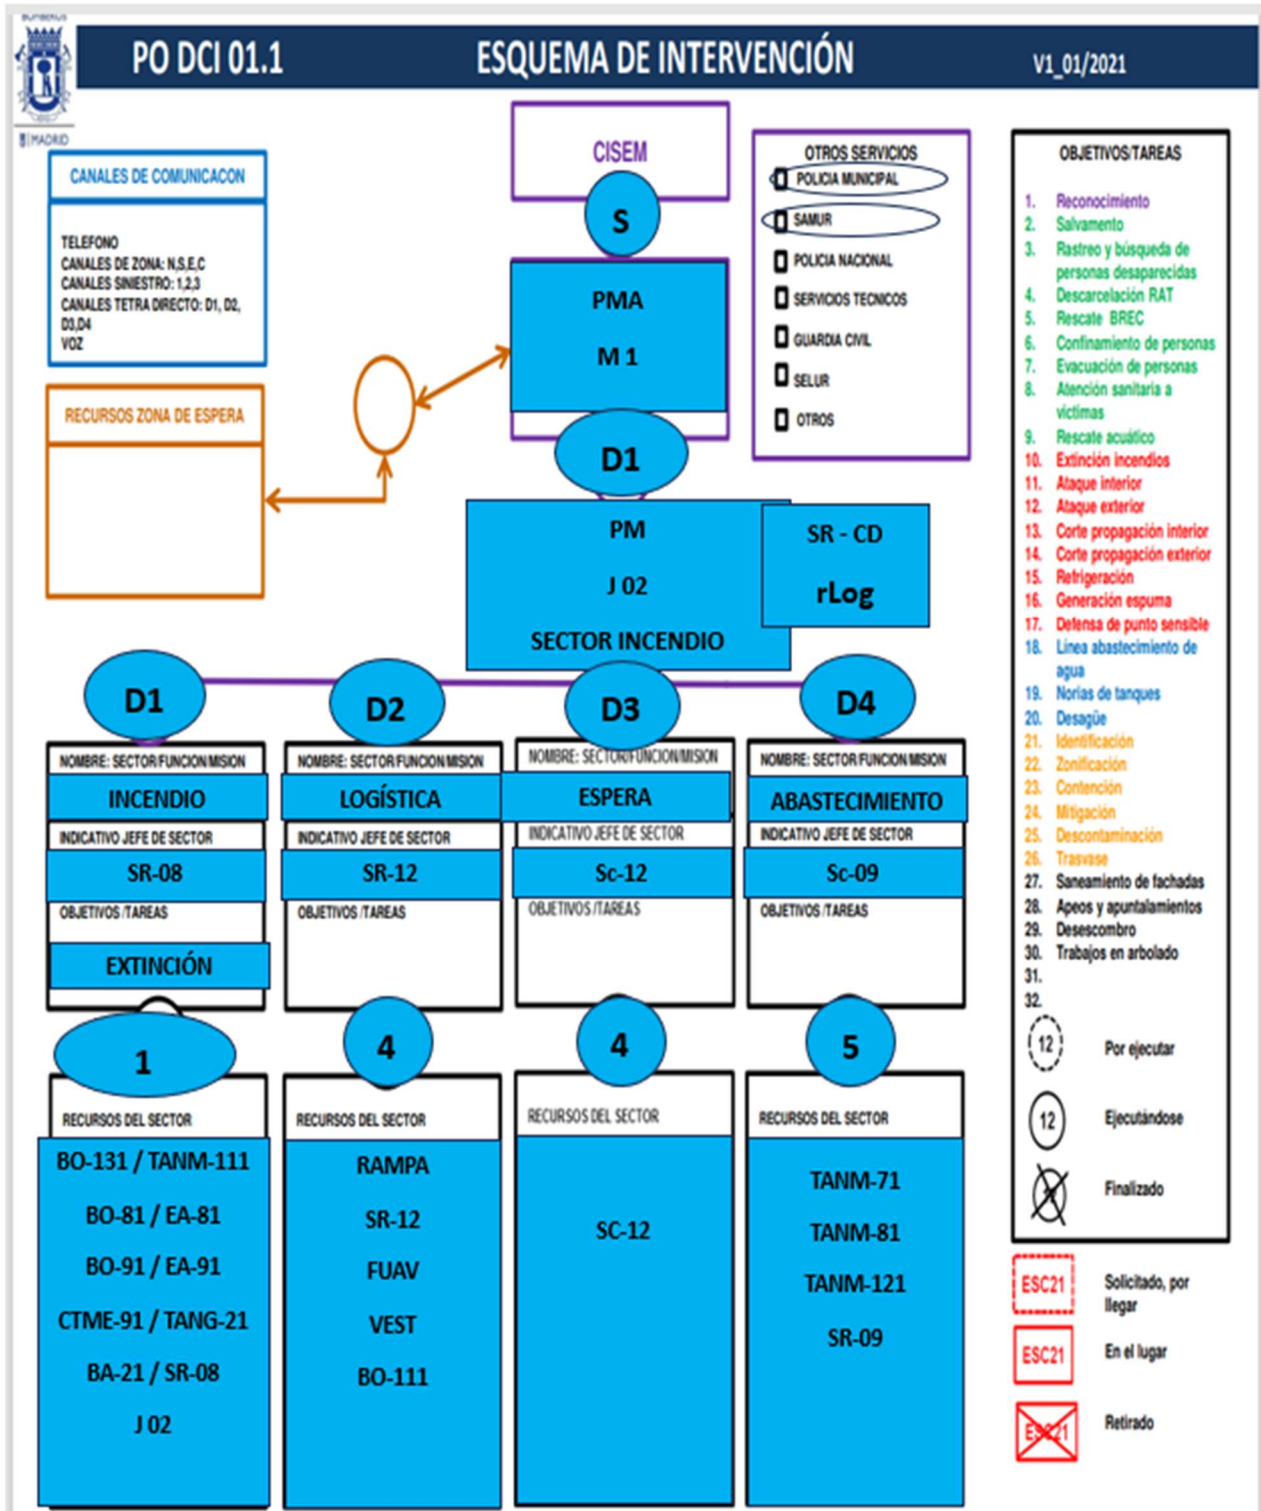 BOMBEROS
MADRID
PO DCI 01.1 ESQUEMA DE INTERVENCIÓN V1_01/2021
CANALES DE COMUNICACON
TELEFONO
CANALES DE ZONA: N,S,E,C
CANALES SINIESTRO: 1,2,3
CANALES TETRA DIRECTO: D1, D2,
D3,D4
VOZ
RECURSOS ZONA DE ESPERA
CISEM
S
PMA
M 1
D1
PM
J 02
SECTOR INCENDIO
SR - CD
rLog
OTROS SERVICIOS
POLICIA MUNICIPAL
SAMUR
POLICIA NACIONAL
SERVICIOS TECNICOS
GUARDIA CIVIL
SELUR
OTROS
D1
NOMBRE: SECTOR/FUNCION/MISION
INCENDIO
INDICATIVO JEFE DE SECTOR
SR-08
OBJETIVOS /TAREAS
EXTINCIÓN
1
RECURSOS DEL SECTOR
BO-131 / TANM-111
BO-81 / EA-81
BO-91 / EA-91
CTME-91 / TANG-21
BA-21 / SR-08
J 02
D2
NOMBRE: SECTOR/FUNCION/MISION
LOGÍSTICA
INDICATIVO JEFE DE SECTOR
SR-12
OBJETIVOS /TAREAS
4
RECURSOS DEL SECTOR
RAMPA
SR-12
FUAV
VEST
BO-111
D3
NOMBRE: SECTOR/FUNCION/MISION
ESPERA
INDICATIVO JEFE DE SECTOR
Sc-12
OBJETIVOS /TAREAS
4
RECURSOS DEL SECTOR
SC-12
D4
NOMBRE: SECTOR/FUNCION/MISION
ABASTECIMIENTO
INDICATIVO JEFE DE SECTOR
Sc-09
OBJETIVOS /TAREAS
5
RECURSOS DEL SECTOR
TANM-71
TANM-81
TANM-121
SR-09
OBJETIVOS/TAREAS
1. Reconocimiento
2. Salvamento
3. Rastreo y búsqueda de
personas desaparecidas
4. Descarcelación RAT
5. Rescate BREC
6. Confinamiento de personas
7. Evacuación de personas
8. Atención sanitaria a
victimas
9. Rescate acuático
10. Extinción incendios
11. Ataque interior
12. Ataque exterior
13. Corte propagación interior
14. Corte propagación exterior
15. Refrigeración
16. Generación espuma
17. Defensa de punto sensible
18. Linea abastecimiento de
agua
19. Norias de tanques
20. Desagüe
21. Identificación
22. Zonificación
23. Contención
24. Mitigación
25. Descontaminación
26. Trasvase
27. Saneamiento de fachadas
28. Apeos y apuntalamientos
29. Desescombro
30. Trabajos en arbolado
31.
32.
12 Por ejecutar
12 Ejecutándose
Finalizado
ESC21 Solicitado, por
llegar
ESC21 En el lugar
ESC21 Retirado